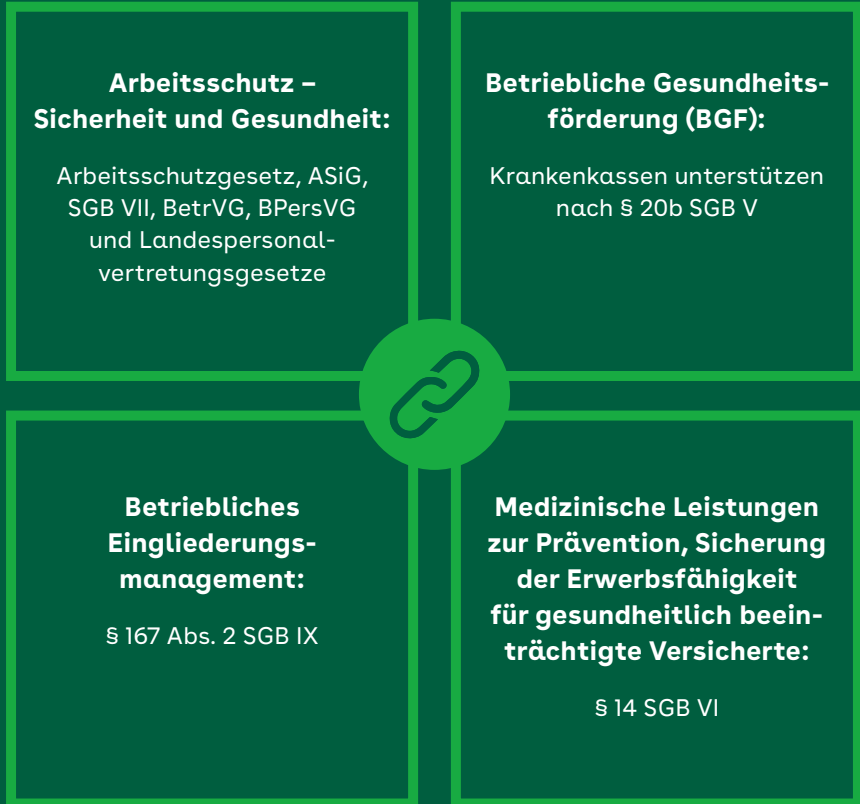 Arbeitsschutz –
Sicherheit und Gesundheit:
Arbeitsschutzgesetz, ASiG,
SGB VII, BetrVG, BPersVG
und Landespersonal-
vertretungsgesetze
Betriebliche Gesundheits-
förderung (BGF):
Krankenkassen unterstützen
nach § 20b SGB V
Betriebliches
Eingliederungs-
management:
§ 167 Abs. 2 SGB IX
Medizinische Leistungen
zur Prävention, Sicherung
der Erwerbsfähigkeit
für gesundheitlich beein-
trächtigte Versicherte:
§ 14 SGB VI